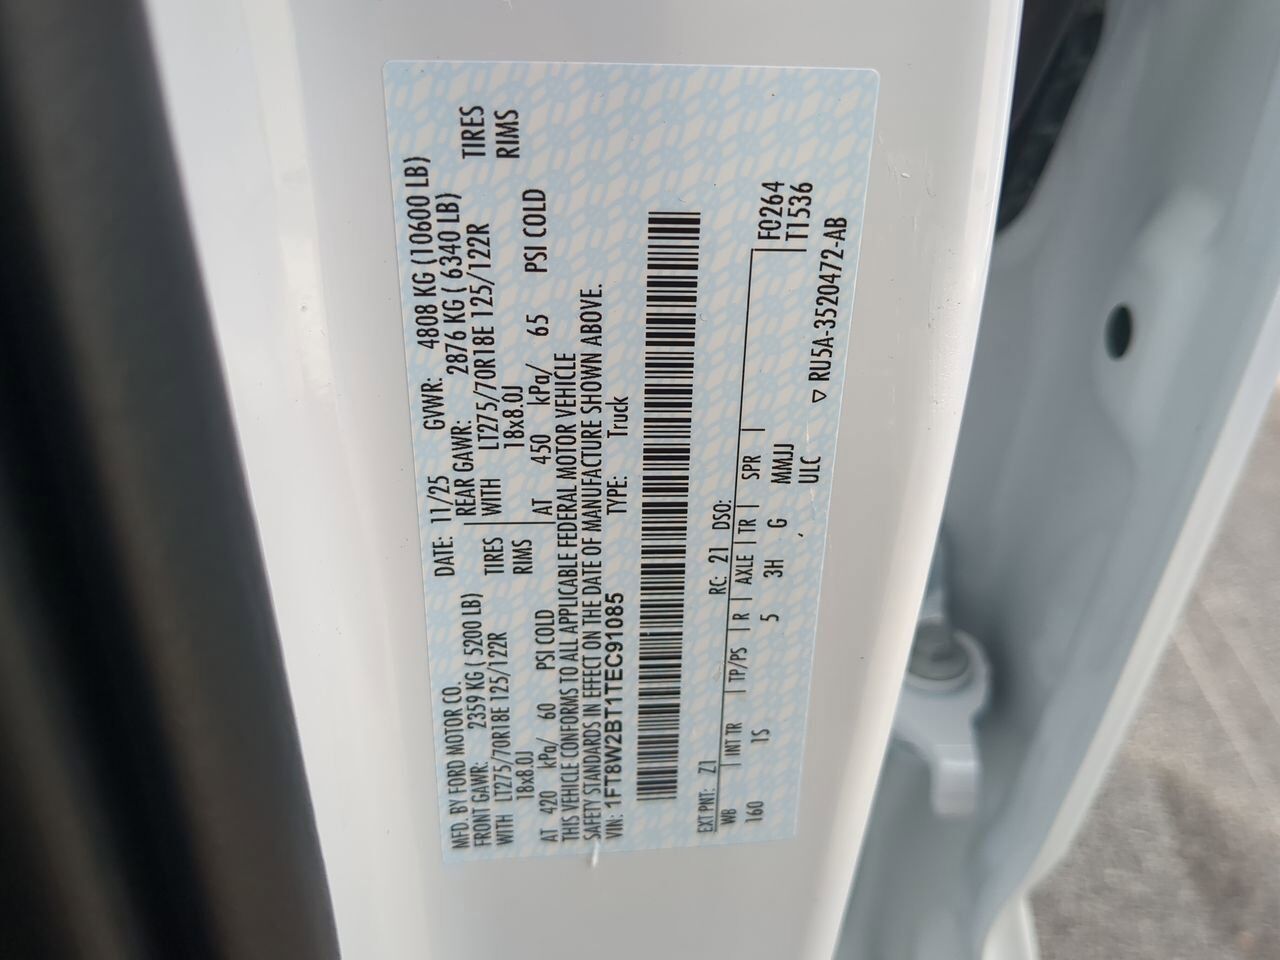 MFD. BY FORD MOTOR CO.
DATE: 11/25 GVWR: 4808 KG (10600 LB)
FRONT GAWR: 2359 KG ( 5200 LB) REAR GAWR: 2876 KG ( 6340 LB)
WITH LT275/70R18E 125/122R TIRES WITH LT275/70R18E 125/122R TIRES
18x8.0J RIMS 18x8.0J RIMS
AT 420 kPa/ 60 PSI COLD AT 450 kPa/ 65 PSI COLD
THIS VEHICLE CONFORMS TO ALL APPLICABLE FEDERAL MOTOR VEHICLE
SAFETY STANDARDS IN EFFECT ON THE DATE OF MANUFACTURE SHOWN ABOVE.
VIN: 1FT8W2BT1TEC91085 TYPE: Truck
EXT PNT: Z1 RC: 21 DSO: F0264
WB INT TR TP/PS R AXLE TR SPR T1536
160 1S 5 3H G MMJJ
ULC
▽ RU5A-3520472-AB